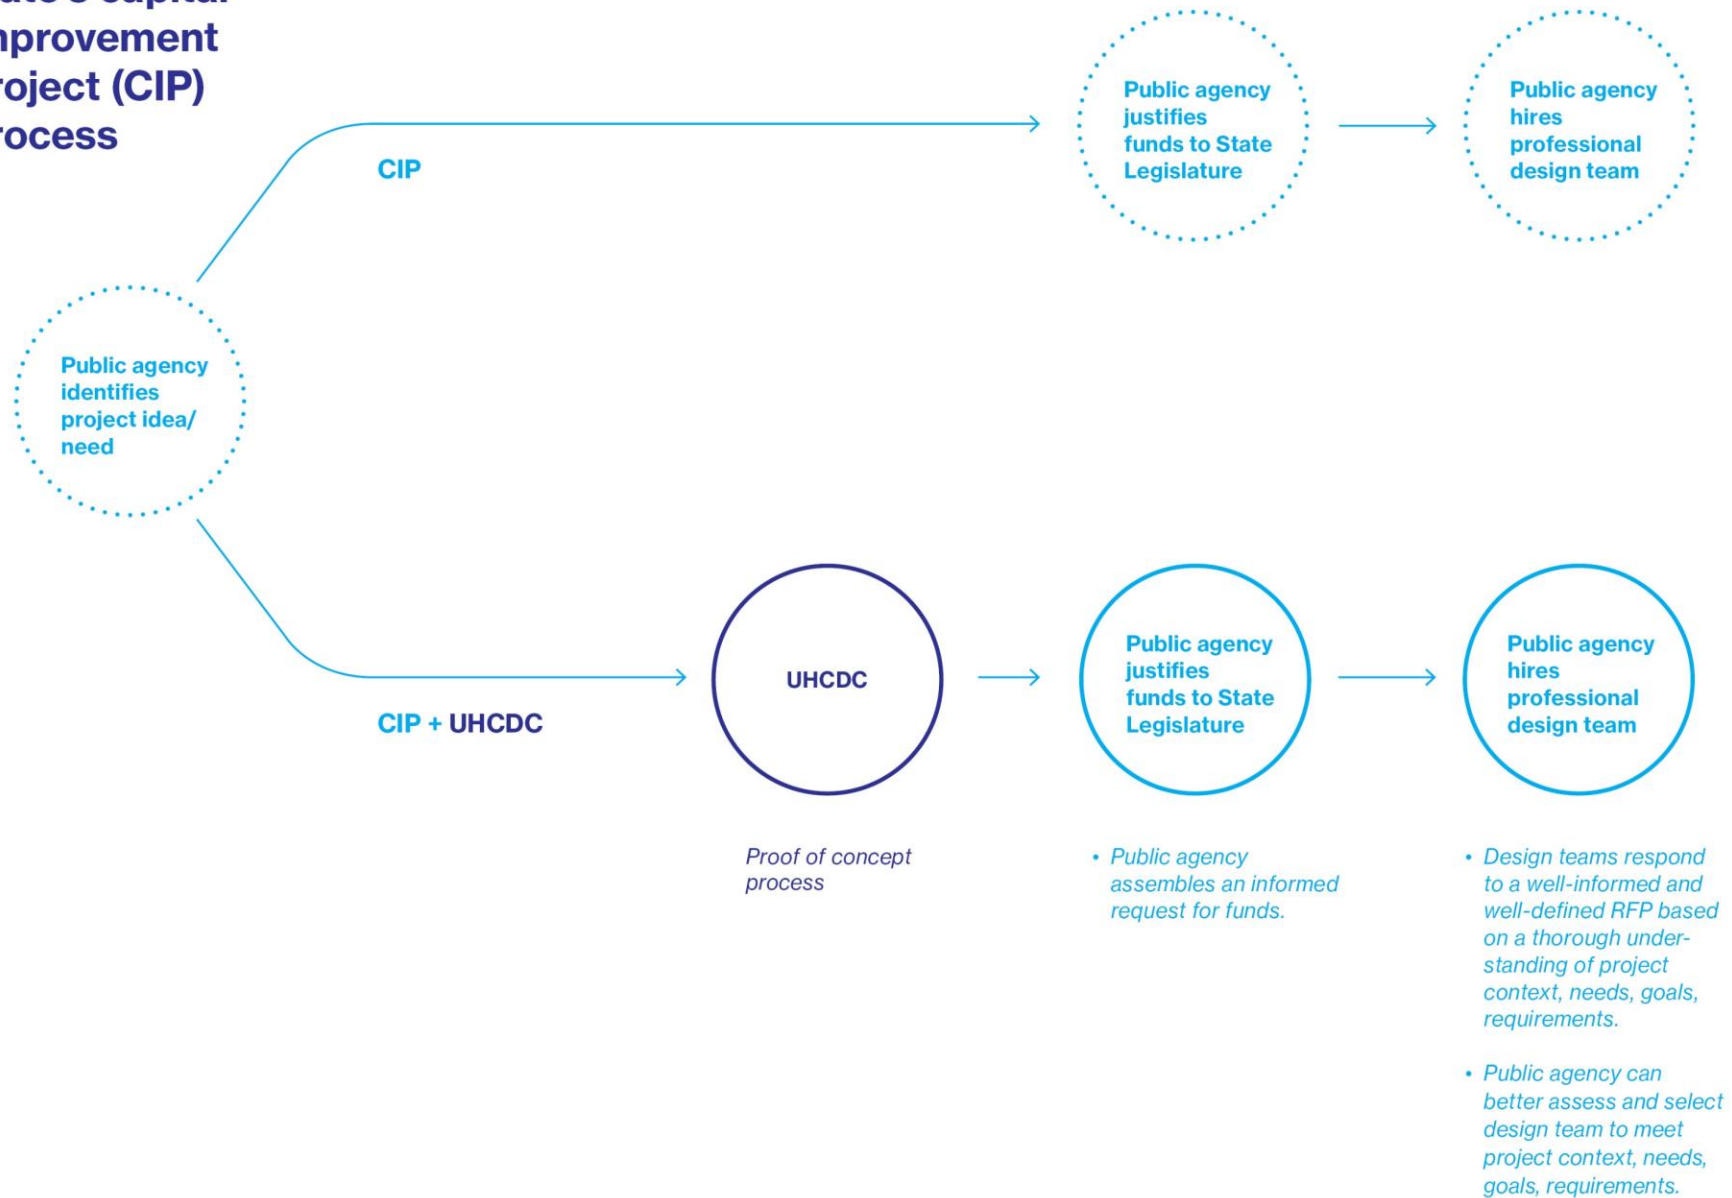 capital
provement
roject (CIP)
rocess
CIP
Public agency
justifies
funds to State
Legislature
Public agency
hires
professional
design team
Public agency
identifies
project idea/
need
CIP + UHCDC
UHCDC
Public agency
justifies
funds to State
Legislature
Public agency
hires
professional
design team
Proof of concept
process
• Public agency
assembles an informed
request for funds.
• Design teams respond
to a well-informed and
well-defined RFP based
on a thorough under-
standing of project
context, needs, goals,
requirements.
• Public agency can
better assess and select
design team to meet
project context, needs,
goals, requirements.